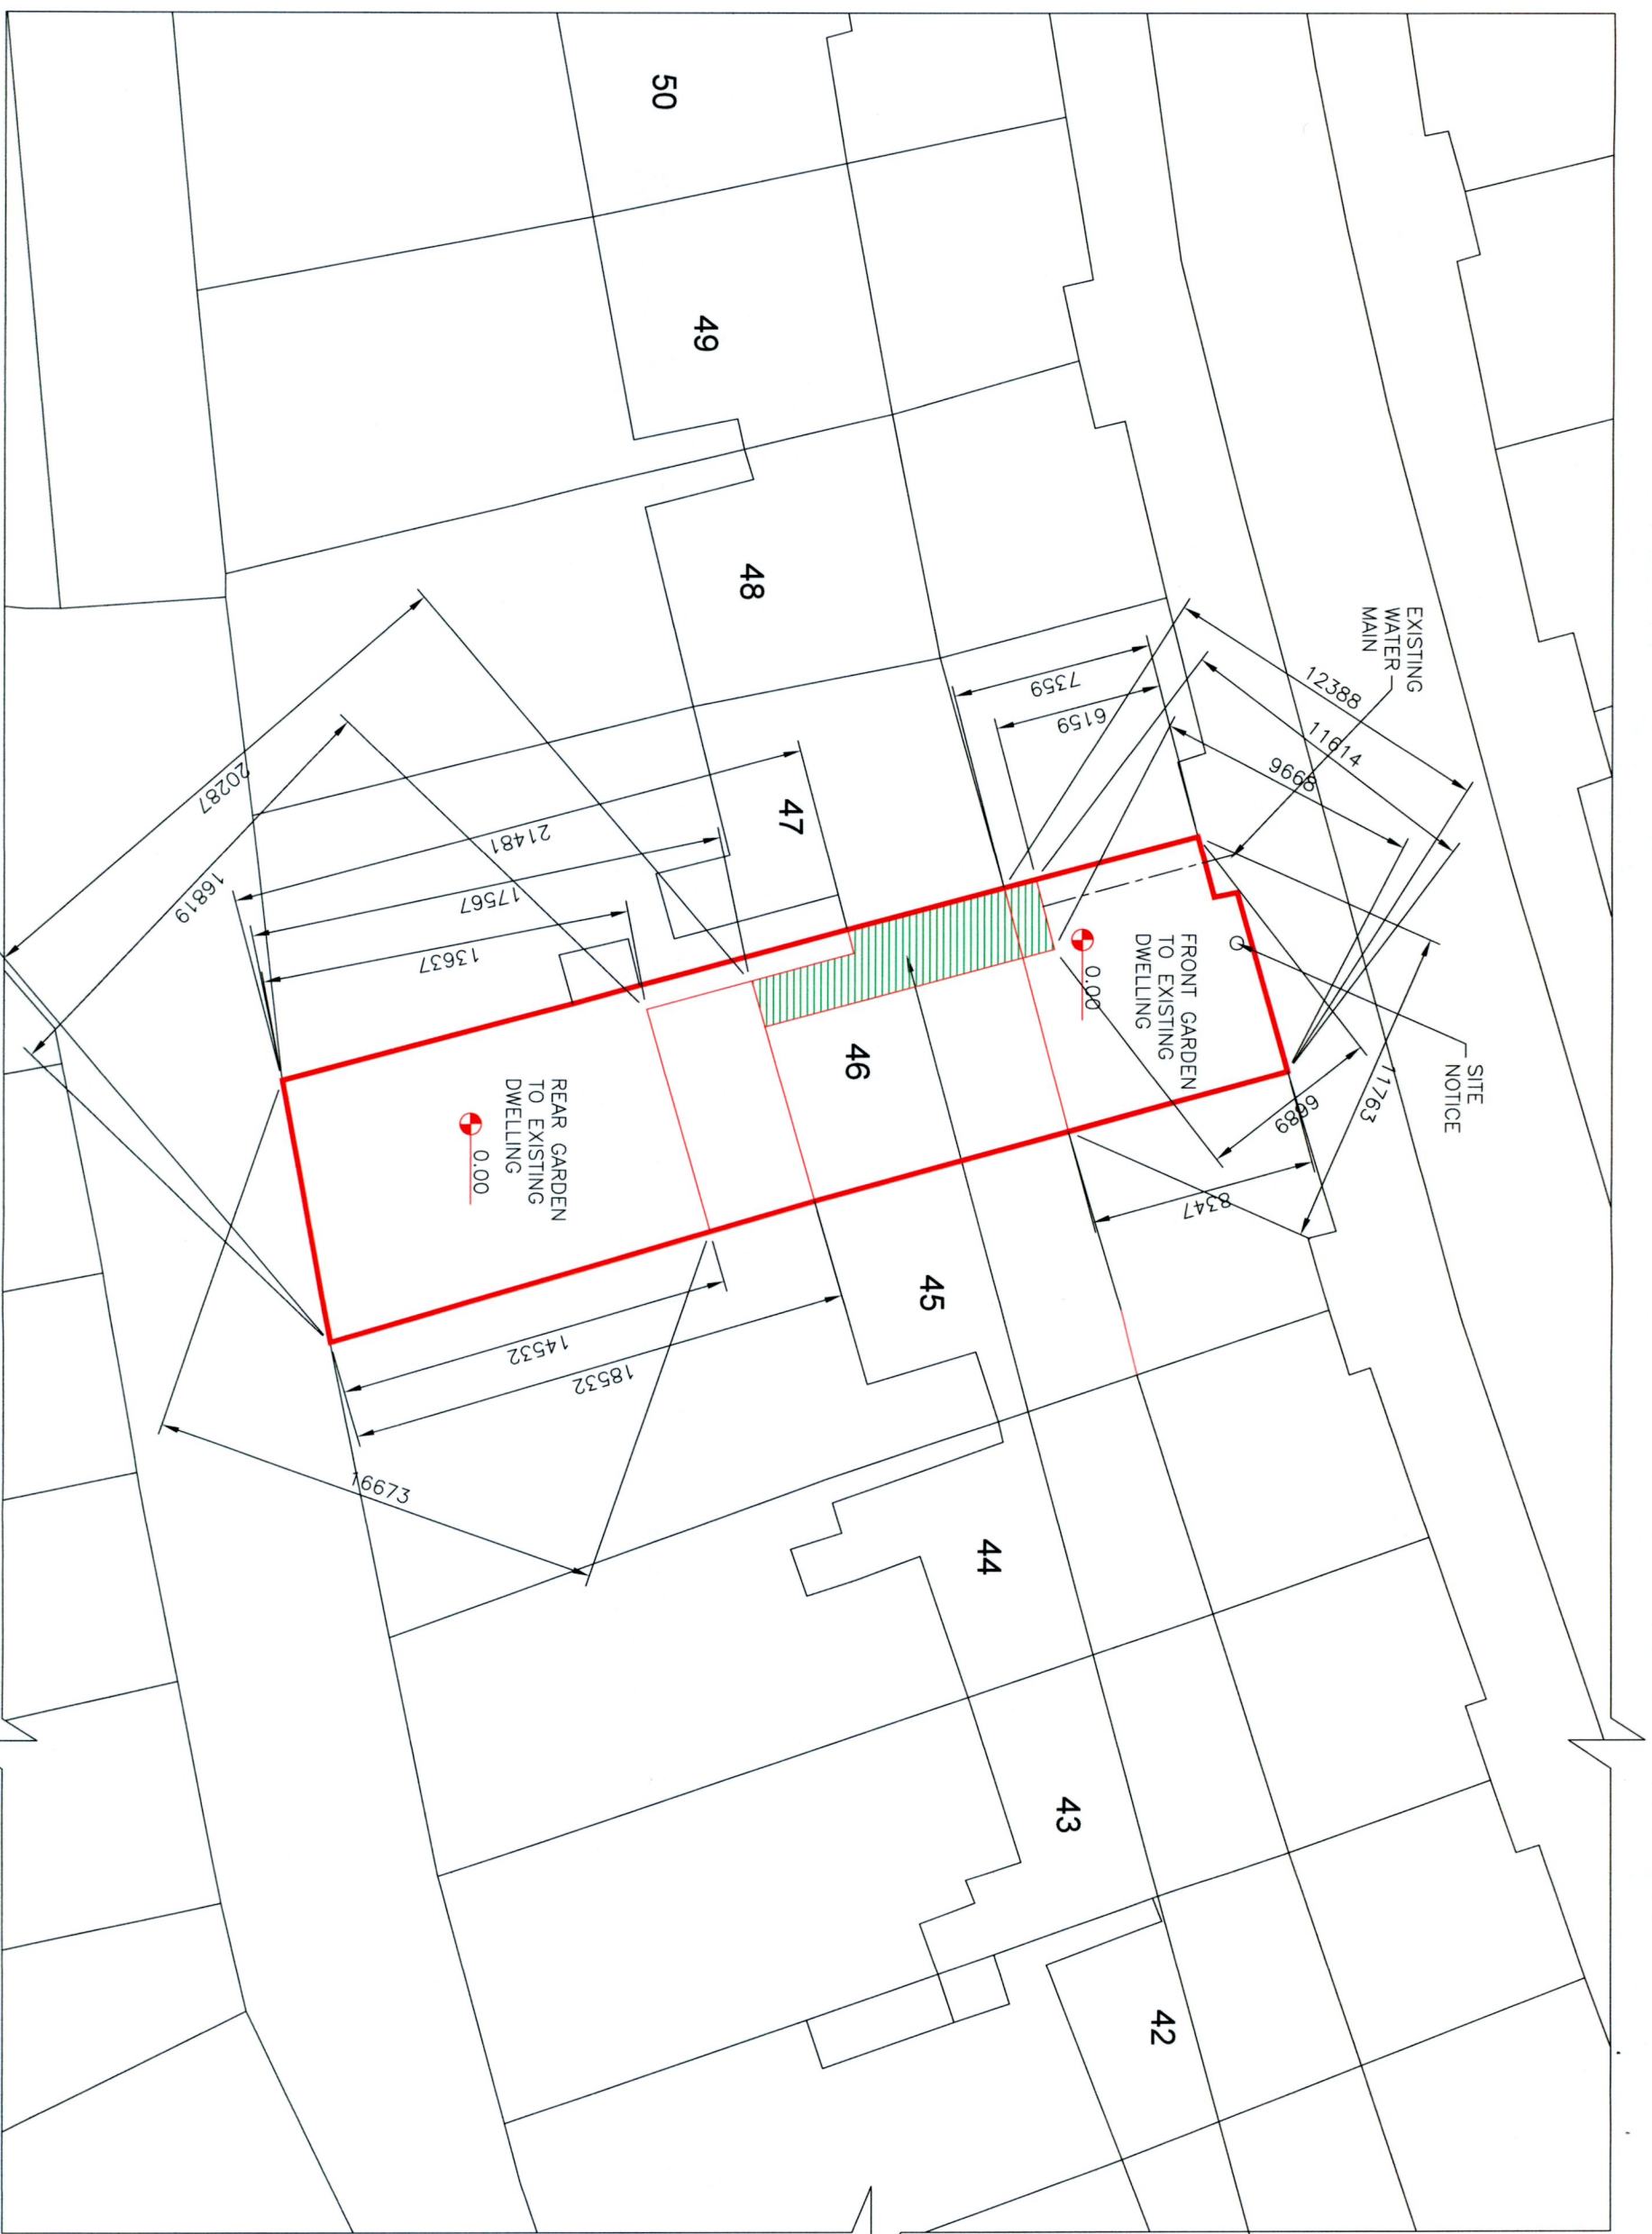 SITE
NOTICE
EXISTING
WATER
MAIN
12388
11614
9668
11763
6689
8347
7359
6159
FRONT GARDEN
TO EXISTING
DWELLING
0.00
50
49
48
47
46
45
44
43
42
REAR GARDEN
TO EXISTING
DWELLING
0.00
21481
17567
13637
20287
16819
14532
18532
16673